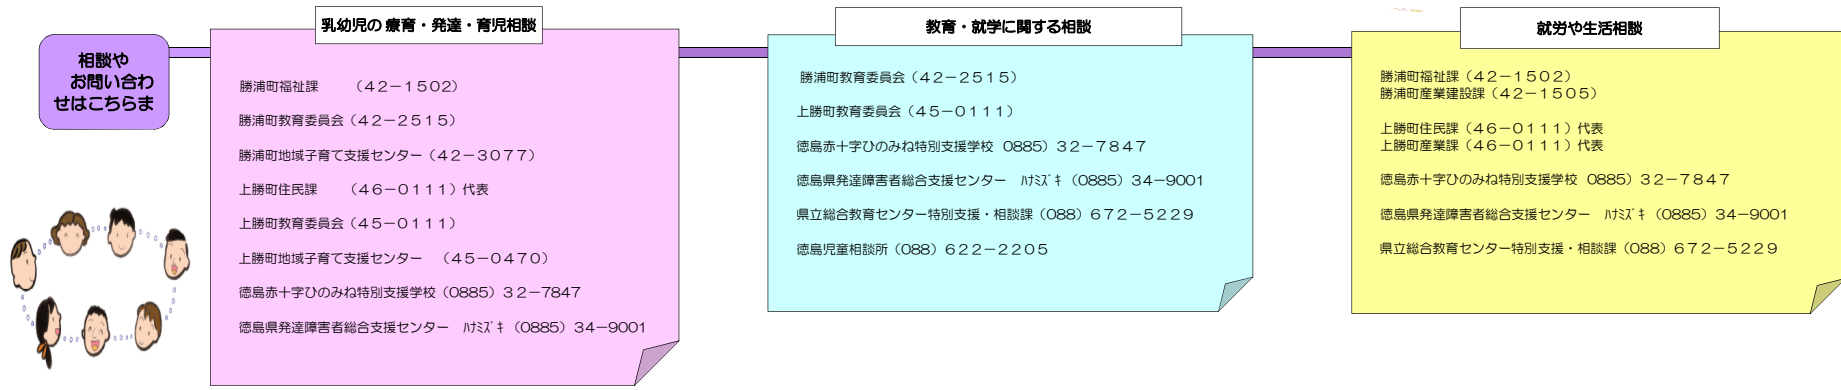 相談や
お問い合わ
せはこちらま
乳幼児の 療育・発達・育児相談
勝浦町福祉課　　（４２－１５０２）
勝浦町教育委員会（４２－２５１５）
勝浦町地域子育て支援センター（４２－３０７７）
上勝町住民課　　（４６－０１１１）代表
上勝町教育委員会（４５－０１１１）
上勝町地域子育て支援センター　（４５－０４７０）
徳島赤十字ひのみね特別支援学校（0885）３２－7847
徳島県発達障害者総合支援センター　ﾊﾅﾐｽﾞｷ（0885）34－9001
教育・就学に関する相談
勝浦町教育委員会（４２－２５１５）
上勝町教育委員会（４５－０１１１）
徳島赤十字ひのみね特別支援学校 0885）３２－７８４７
徳島県発達障害者総合支援センター　ﾊﾅﾐｽﾞｷ（0885）34－9001
県立総合教育センター特別支援・相談課（088）６７２－５２２９
徳島児童相談所（088）６２２－２２０５
就労や生活相談
勝浦町福祉課（４２－１５０２）
勝浦町産業建設課（４２－１５０５）
上勝町住民課（４６－０１１１）代表
上勝町産業課（４６－０１１１）代表
徳島赤十字ひのみね特別支援学校 0885）３２－７８４７
徳島県発達障害者総合支援センター　ﾊﾅﾐｽﾞｷ（0885）34－9001
県立総合教育センター特別支援・相談課（088）６７２－５２２９